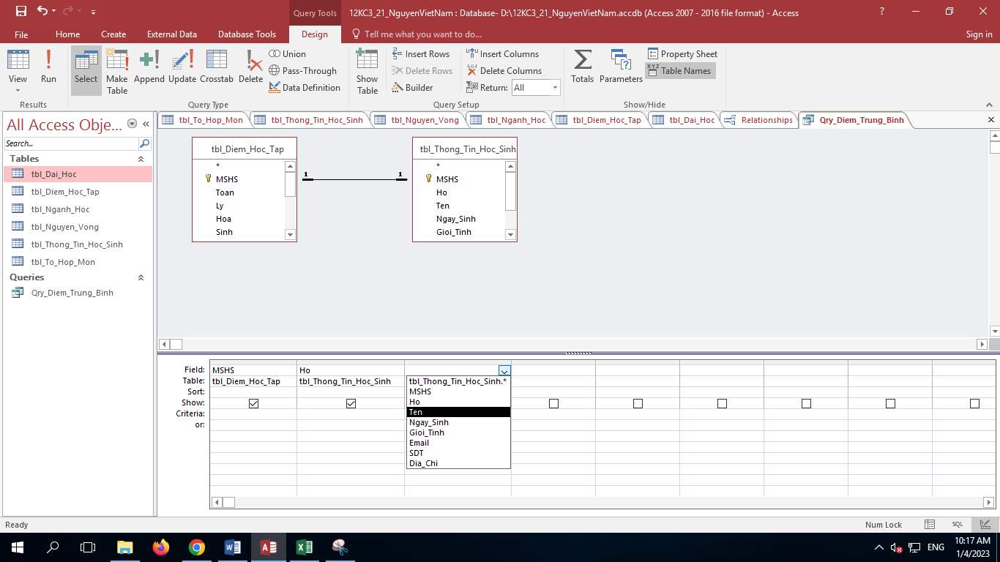 Query Tools
12KC3_21_NguyenVietNam : Database- D:\12KC3_21_NguyenVietNam.accdb (Access 2007 - 2016 file format) - Access
?
File Home Create External Data Database Tools Design Tell me what you want to do...
Sign in
View
Run
Results
Select
Make Table
Append
Update
Crosstab
Delete
Union
Pass-Through
Data Definition
Query Type
Show Table
Insert Rows
Delete Rows
Builder
Insert Columns
Delete Columns
Return: All
Query Setup
Totals
Parameters
Property Sheet
XYZ Table Names
Show/Hide
All Access Obje...
Search...
Tables
tbl_Dai_Hoc
tbl_Diem_Hoc_Tap
tbl_Nganh_Hoc
tbl_Nguyen_Vong
tbl_Thong_Tin_Hoc_Sinh
tbl_To_Hop_Mon
Queries
Qry_Diem_Trung_Binh
tbl_To_Hop_Mon tbl_Thong_Tin_Hoc_Sinh tbl_Nguyen_Vong tbl_Nganh_Hoc tbl_Diem_Hoc_Tap tbl_Dai_Hoc Relationships Qry_Diem_Trung_Binh
tbl_Diem_Hoc_Tap
*
MSHS
Toan
Ly
Hoa
Sinh
1 1
tbl_Thong_Tin_Hoc_Sinh
*
MSHS
Ho
Ten
Ngay_Sinh
Gioi_Tinh
Field: MSHS Ho
Table: tbl_Diem_Hoc_Tap tbl_Thong_Tin_Hoc_Sinh
Sort:
Show:
Criteria:
or:
tbl_Thong_Tin_Hoc_Sinh.*
MSHS
Ho
Ten
Ngay_Sinh
Gioi_Tinh
Email
SDT
Dia_Chi
Ready
Num Lock
SQL
ENG
10:17 AM
1/4/2023